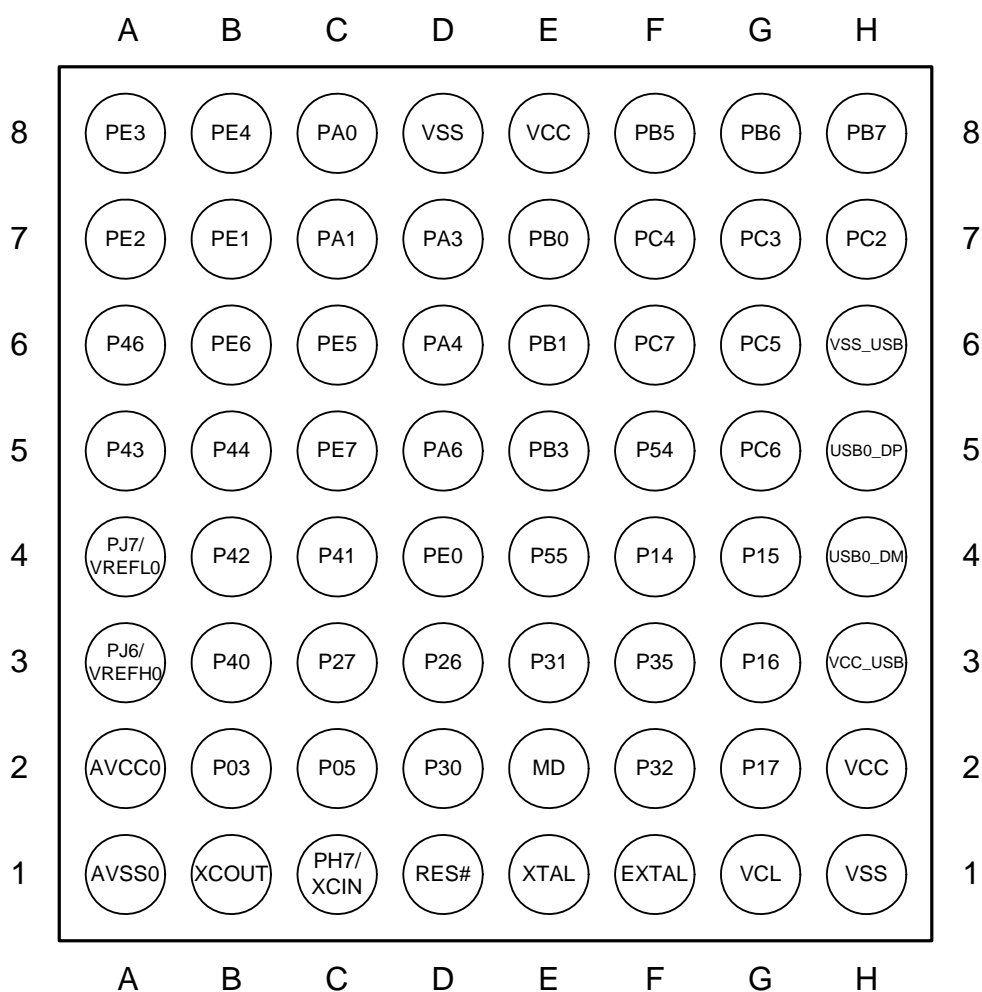 A B C D E F G H
8 PE3 PE4 PA0 VSS VCC PB5 PB6 PB7 8
7 PE2 PE1 PA1 PA3 PB0 PC4 PC3 PC2 7
6 P46 PE6 PE5 PA4 PB1 PC7 PC5 VSS_USB 6
5 P43 P44 PE7 PA6 PB3 P54 PC6 USB0_DP 5
4 PJ7/ VREFL0 P42 P41 PE0 P55 P14 P15 USB0_DM 4
3 PJ6/ VREFH0 P40 P27 P26 P31 P35 P16 VCC_USB 3
2 AVCC0 P03 P05 P30 MD P32 P17 VCC 2
1 AVSS0 XCOUT PH7/ XCIN RES# XTAL EXTAL VCL VSS 1
A B C D E F G H